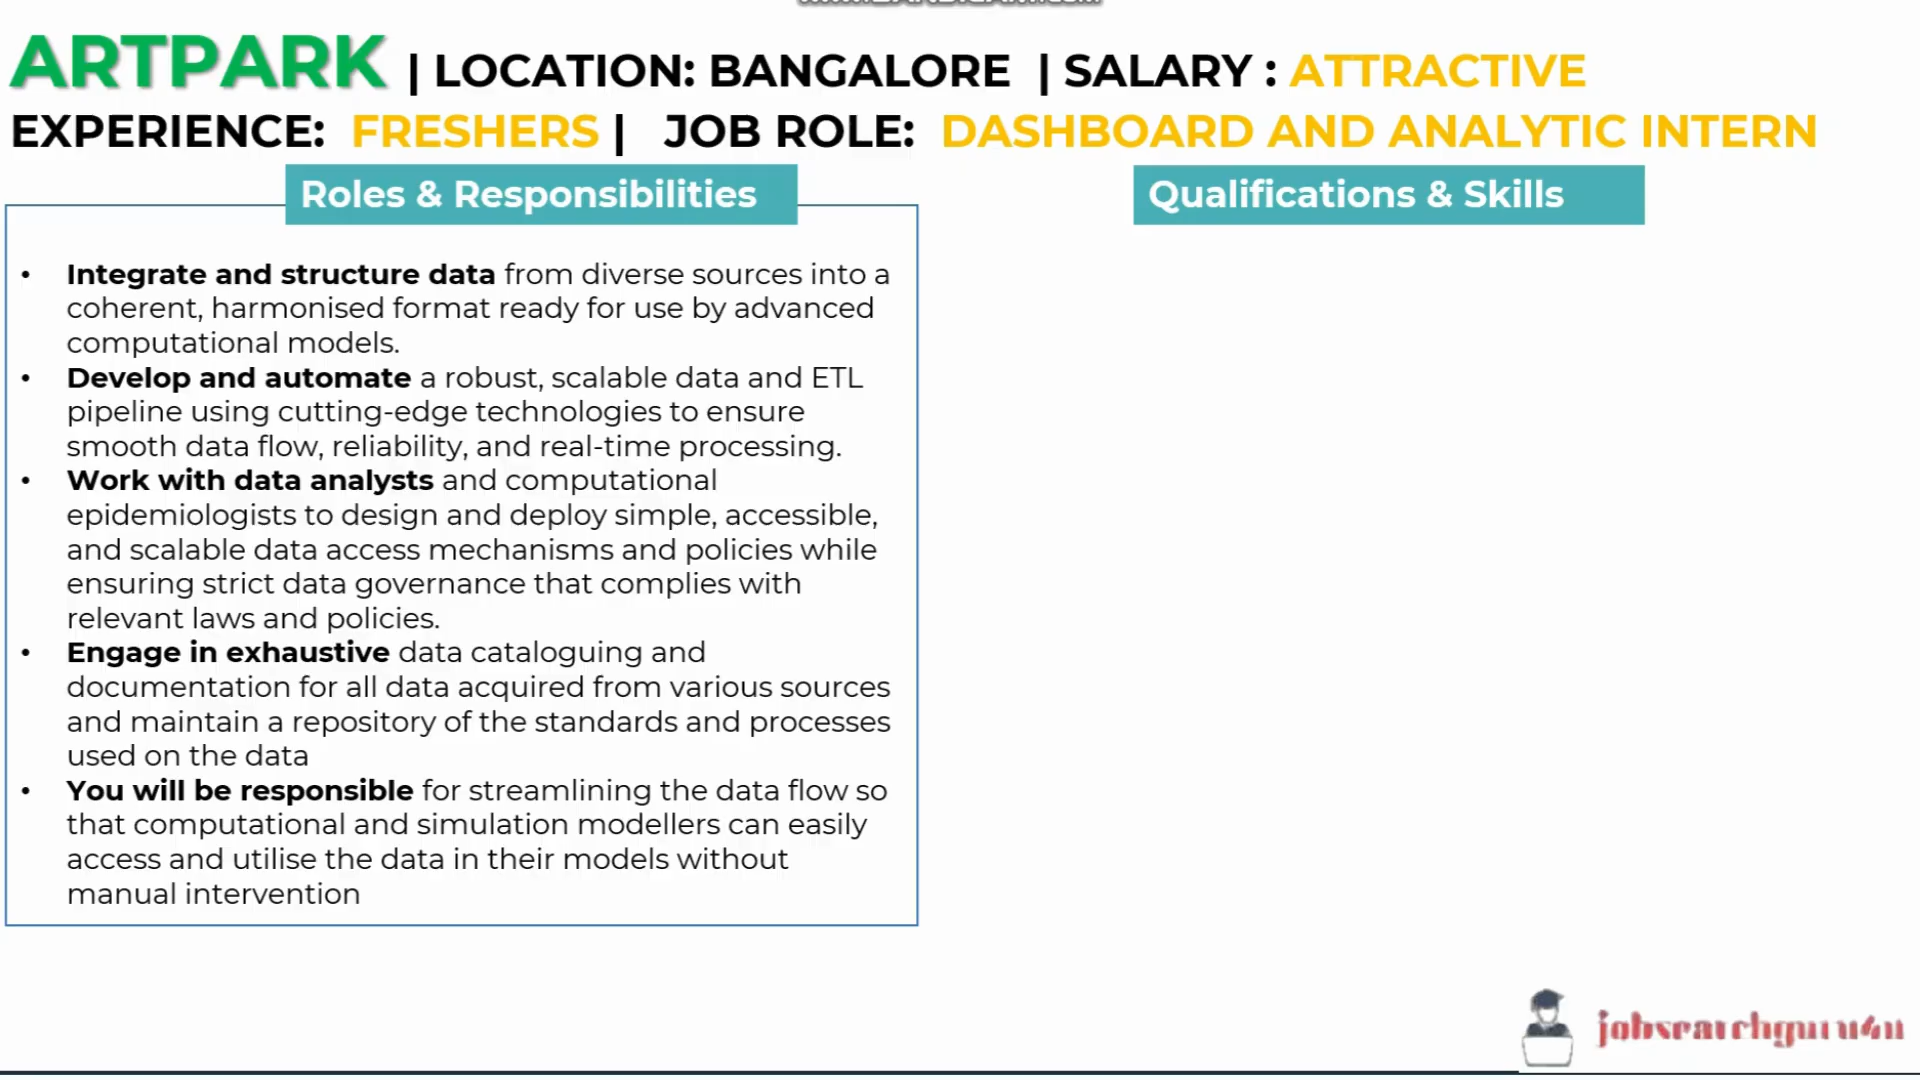 ARTPARK | LOCATION: BANGALORE | SALARY : ATTRACTIVE
EXPERIENCE: FRESHERS | JOB ROLE: DASHBOARD AND ANALYTIC INTERN
Roles & Responsibilities
• Integrate and structure data from diverse sources into a
coherent, harmonised format ready for use by advanced
computational models.
• Develop and automate a robust, scalable data and ETL
pipeline using cutting-edge technologies to ensure
smooth data flow, reliability, and real-time processing.
• Work with data analysts and computational
epidemiologists to design and deploy simple, accessible,
and scalable data access mechanisms and policies while
ensuring strict data governance that complies with
relevant laws and policies.
• Engage in exhaustive data cataloguing and
documentation for all data acquired from various sources
and maintain a repository of the standards and processes
used on the data
• You will be responsible for streamlining the data flow so
that computational and simulation modellers can easily
access and utilise the data in their models without
manual intervention
Qualifications & Skills
jobsearchguru4u